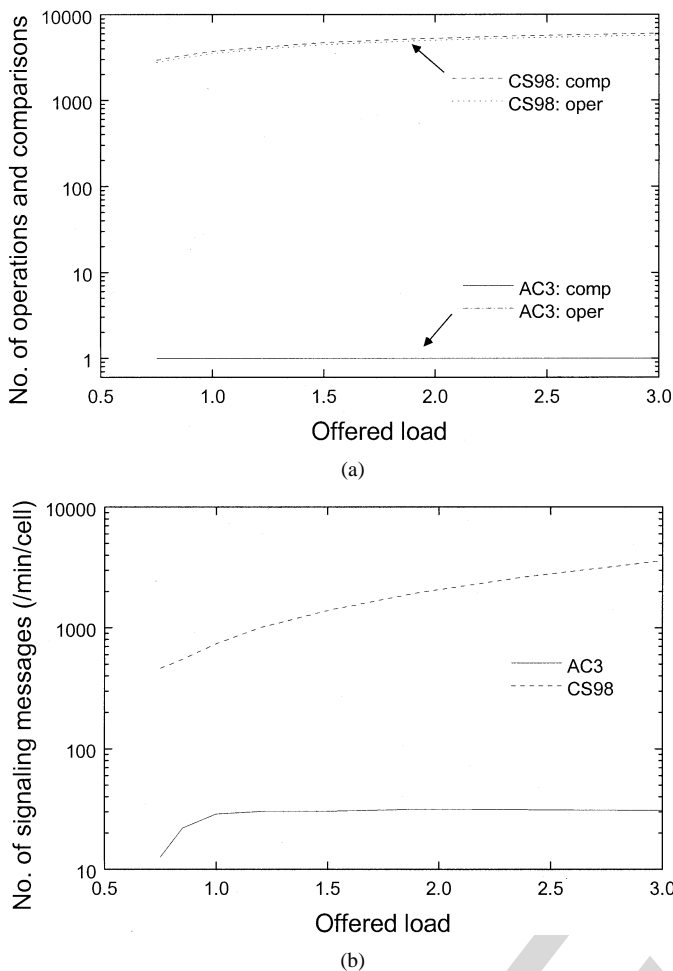 No. of operations and comparisons
10000
1000
100
10
1
CS98: comp
CS98: oper
AC3: comp
AC3: oper
0.5 1.0 1.5 2.0 2.5 3.0
Offered load
(a)
No. of signaling messages (/min/cell)
10000
1000
100
10
AC3
CS98
0.5 1.0 1.5 2.0 2.5 3.0
Offered load
(b)